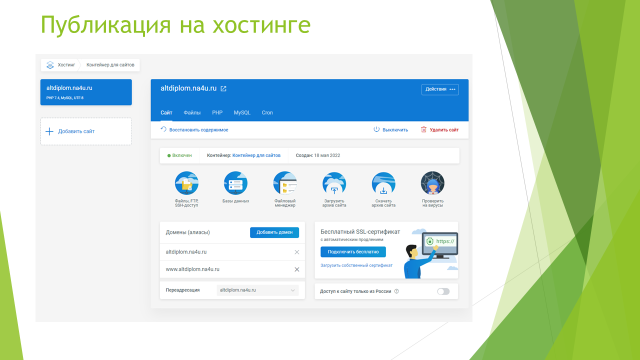 Публикация на хостинге
Хостинг Контейнер для сайтов
altdiplom.na4u.ru
PHP 7.4, MySQL, UTF-8
Добавить сайт
altdiplom.na4u.ru
Действия
Сайт Файлы PHP MySQL Cron
Восстановить содержимое Выключить Удалить сайт
Включен Контейнер: Контейнер для сайтов Создан: 10 мая 2022
Файлы, FTP, SSH-доступ
Базы данных
Файловый менеджер
Загрузить архив сайта
Скачать архив сайта
Проверить на вирусы
Домены (алиасы) Добавить домен
altdiplom.na4u.ru
www.altdiplom.na4u.ru
Переадресация altdiplom.na4u.ru
Бесплатный SSL-сертификат
с автоматическим продлением
Подключить бесплатно
Загрузить собственный сертификат
https://
Доступ к сайту только из России